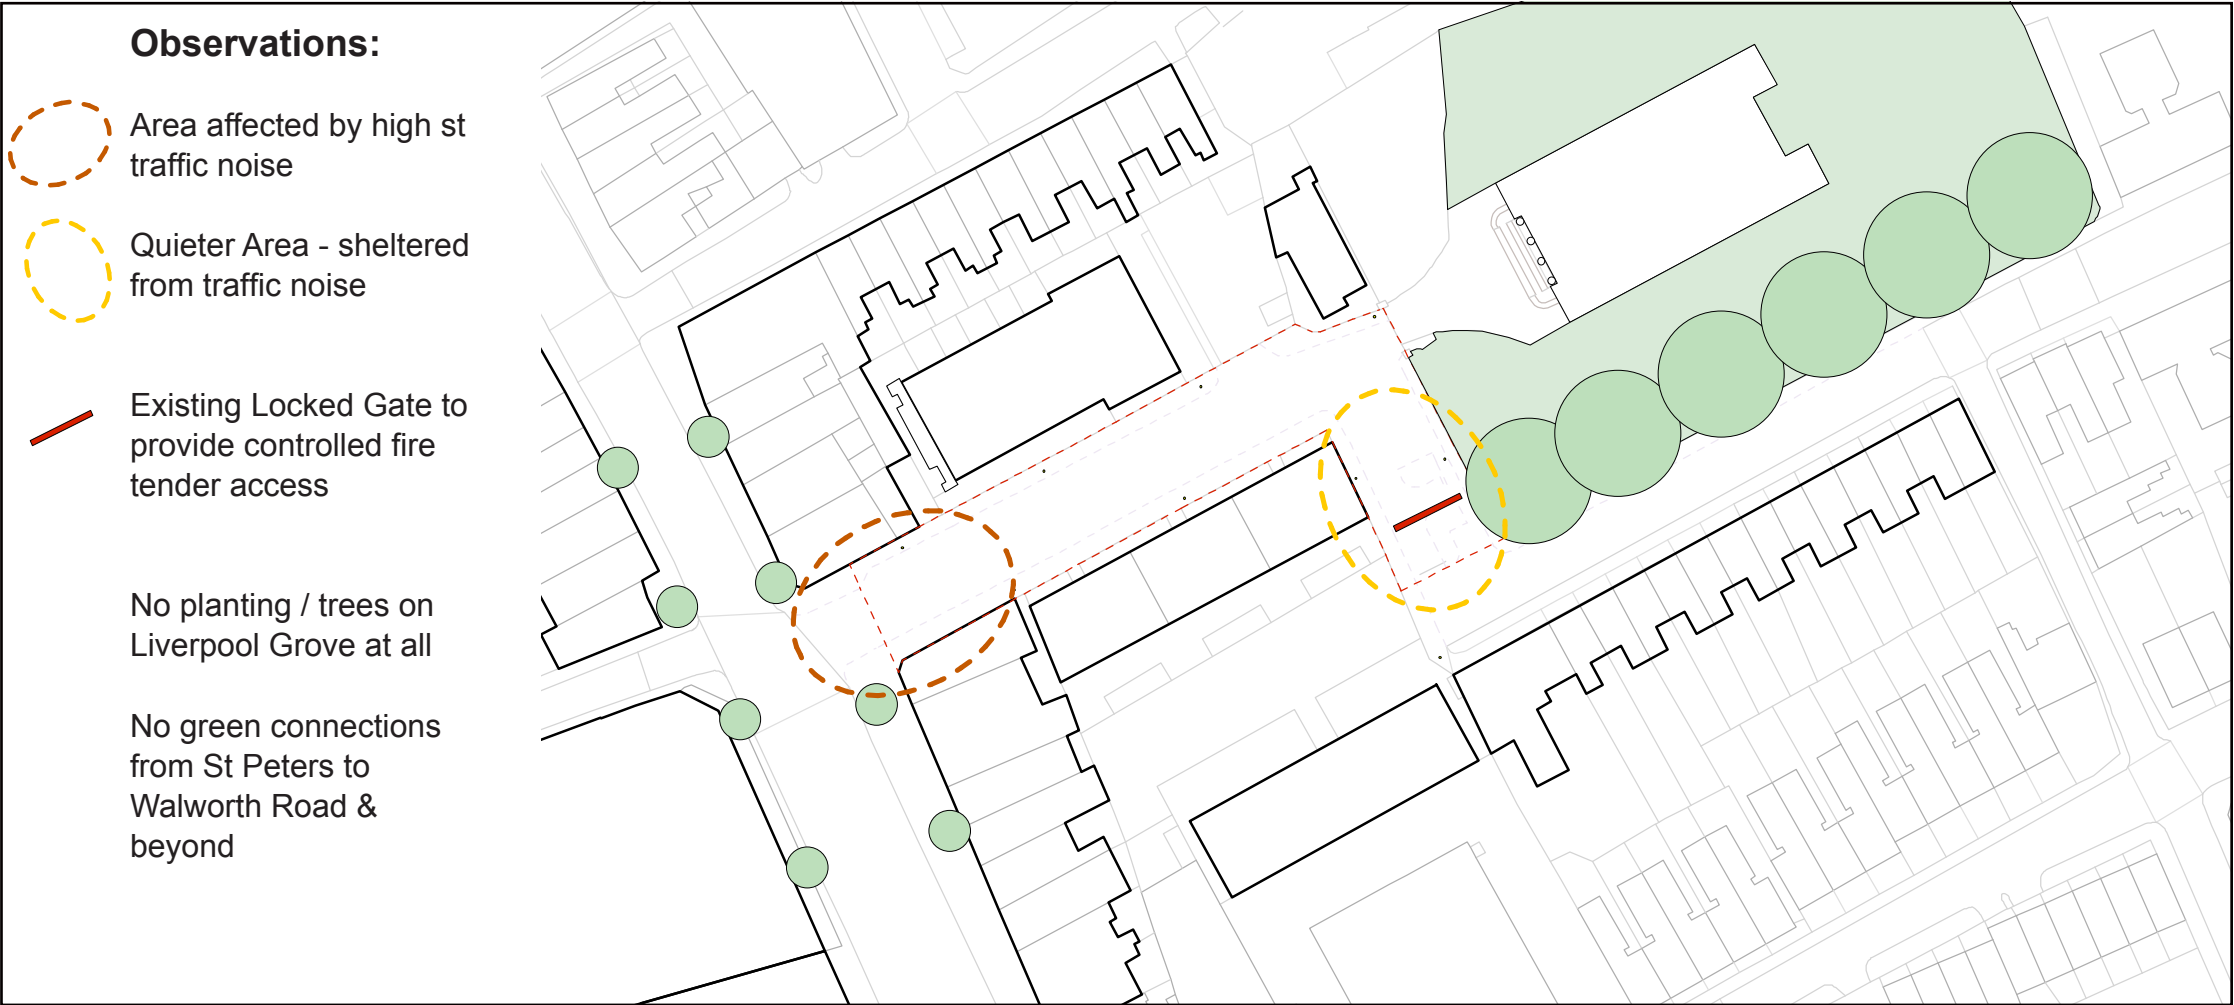 Observations:
Area affected by high st
traffic noise
Quieter Area - sheltered
from traffic noise
Existing Locked Gate to
provide controlled fire
tender access
No planting / trees on
Liverpool Grove at all
No green connections
from St Peters to
Walworth Road &
beyond